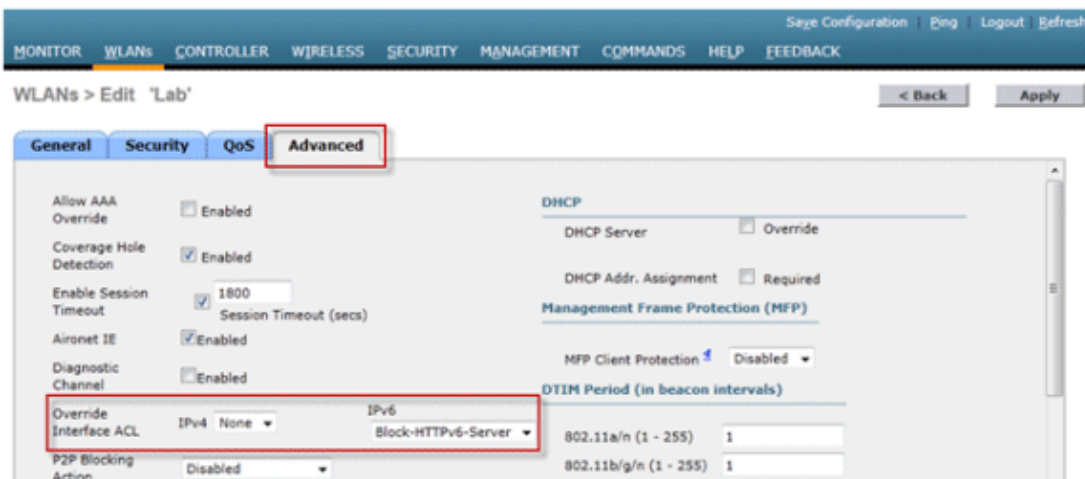 Save Configuration Ping Logout Refresh
MONITOR WLANs CONTROLLER WIRELESS SECURITY MANAGEMENT COMMANDS HELP FEEDBACK
WLANs > Edit 'Lab'
< Back Apply
General Security QoS Advanced
Allow AAA
Override
Enabled
Coverage Hole
Detection
Enabled
Enable Session
Timeout
1800
Session Timeout (secs)
Aironet IE
Enabled
Diagnostic
Channel
Enabled
Override
Interface ACL
IPv4 None
IPv6
Block-HTTPv6-Server
P2P Blocking
Action
Disabled
DHCP
DHCP Server Override
DHCP Addr. Assignment Required
Management Frame Protection (MFP)
MFP Client Protection 4 Disabled
DTIM Period (in beacon intervals)
802.11a/n (1 - 255) 1
802.11b/g/n (1 - 255) 1